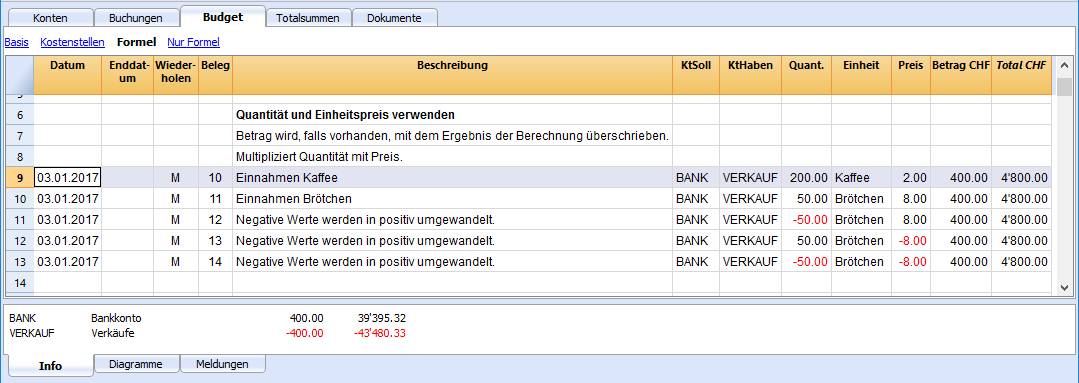 Konten Buchungen Budget Totalsummen Dokumente
Basis Kostenstellen Formel Nur Formel
Datum Enddat-um Wieder-holen Beleg Beschreibung KtSoll KtHaben Quant. Einheit Preis Betrag CHF Total CHF
6 Quantität und Einheitspreis verwenden
7 Betrag wird, falls vorhanden, mit dem Ergebnis der Berechnung überschrieben.
8 Multipliziert Quantität mit Preis.
9 03.01.2017 M 10 Einnahmen Kaffee BANK VERKAUF 200.00 Kaffee 2.00 400.00 4'800.00
10 03.01.2017 M 11 Einnahmen Brötchen BANK VERKAUF 50.00 Brötchen 8.00 400.00 4'800.00
11 03.01.2017 M 12 Negative Werte werden in positiv umgewandelt. BANK VERKAUF -50.00 Brötchen 8.00 400.00 4'800.00
12 03.01.2017 M 13 Negative Werte werden in positiv umgewandelt. BANK VERKAUF 50.00 Brötchen -8.00 400.00 4'800.00
13 03.01.2017 M 14 Negative Werte werden in positiv umgewandelt. BANK VERKAUF -50.00 Brötchen -8.00 400.00 4'800.00
14
BANK Bankkonto 400.00 39'395.32
VERKAUF Verkäufe -400.00 -43'480.33
Info Diagramme Meldungen